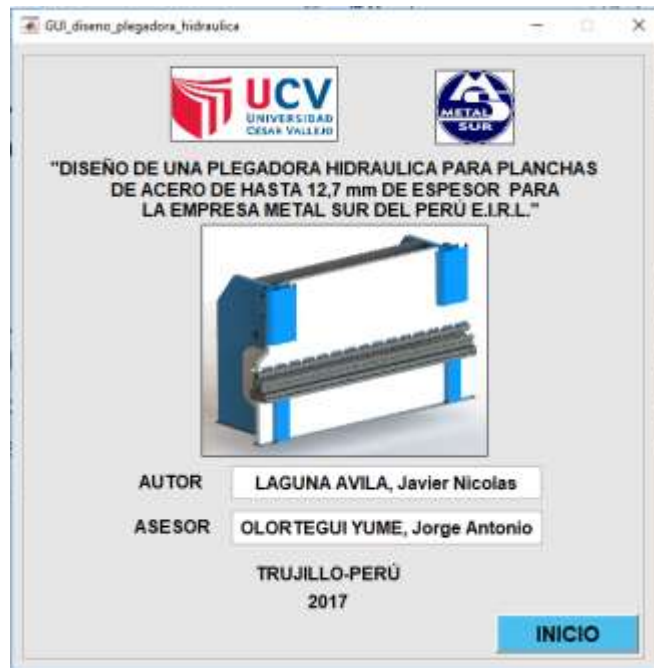 GUI_diseno_plegadora_hidraulica
UCV
UNIVERSIDAD
CÉSAR VALLEJO
METAL
SUR
"DISEÑO DE UNA PLEGADORA HIDRAULICA PARA PLANCHAS
DE ACERO DE HASTA 12,7 mm DE ESPESOR PARA
LA EMPRESA METAL SUR DEL PERÚ E.I.R.L."
AUTOR LAGUNA AVILA, Javier Nicolas
ASESOR OLORTEGUI YUME, Jorge Antonio
TRUJILLO-PERÚ
2017
INICIO